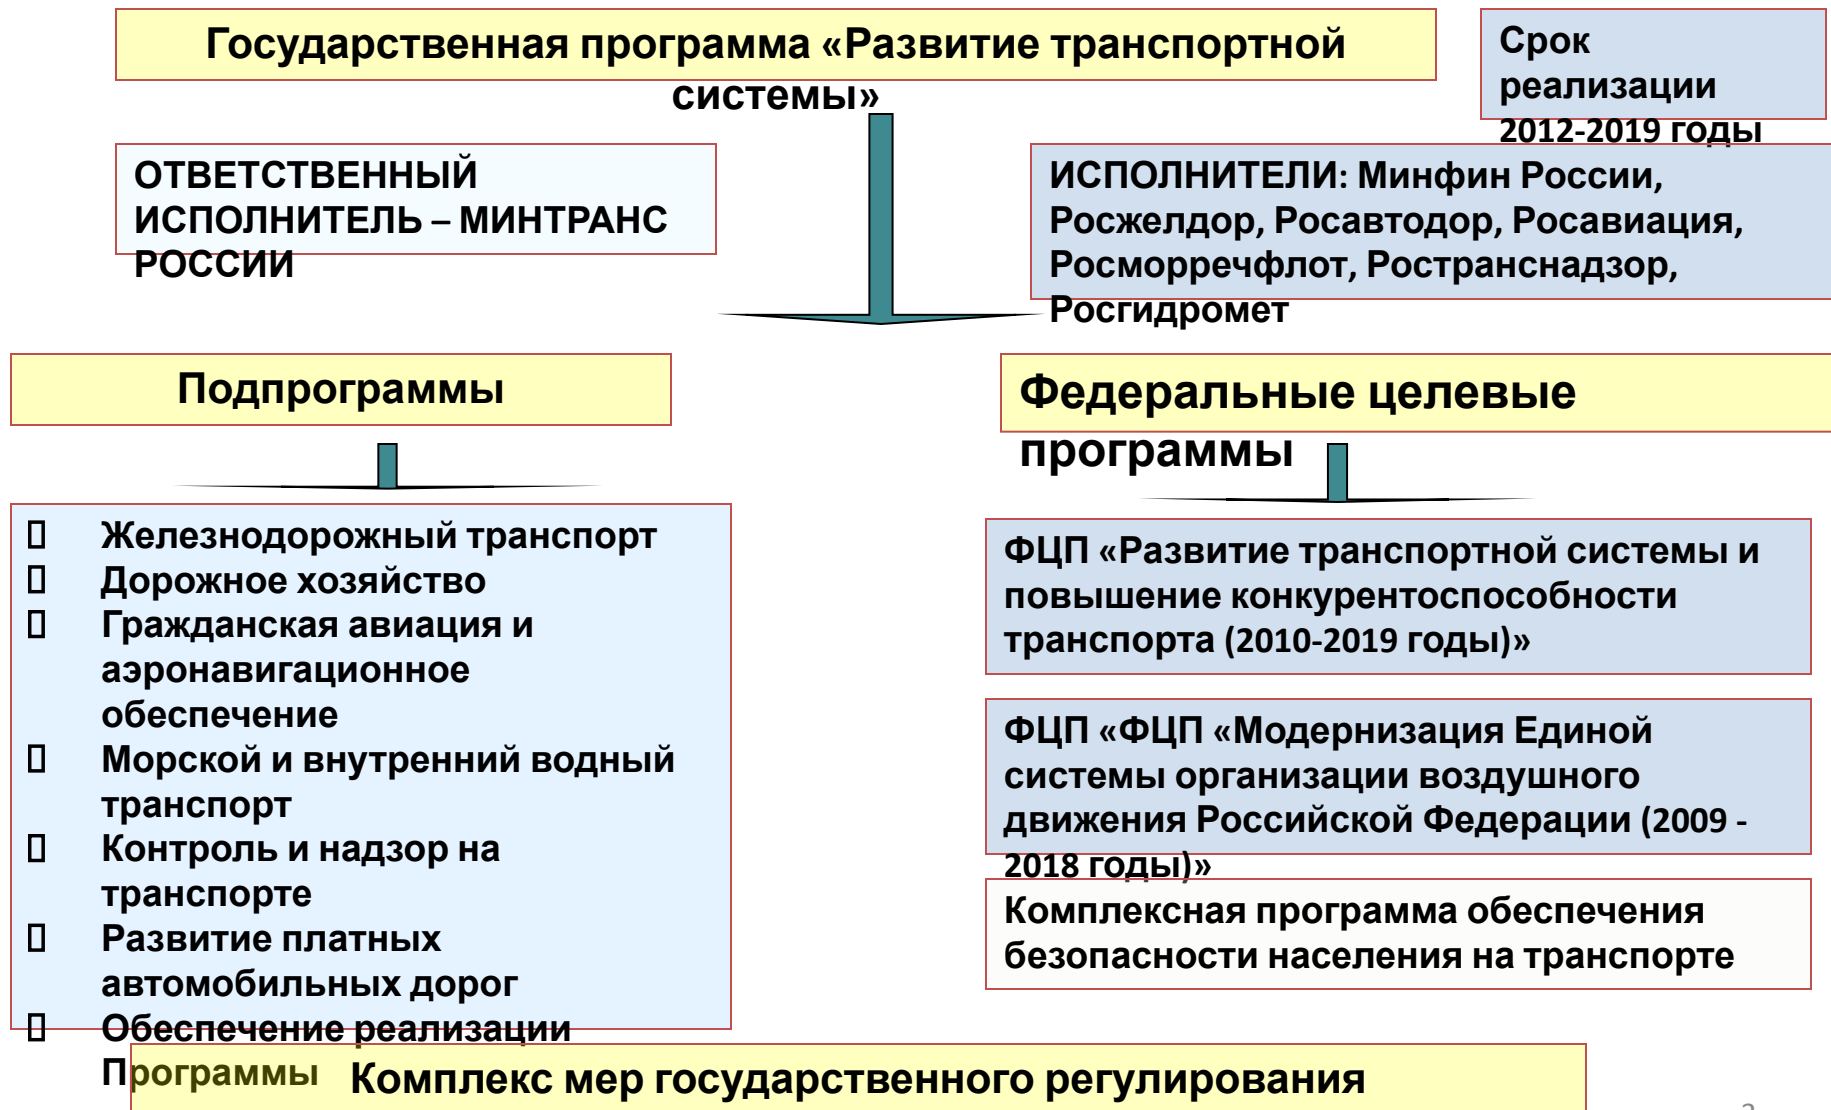 Государственная программа «Развитие транспортной
системы»
Срок
реализации
2012-2019 годы
ОТВЕТСТВЕННЫЙ
ИСПОЛНИТЕЛЬ – МИНТРАНС
РОССИИ
ИСПОЛНИТЕЛИ: Минфин России,
Росжелдор, Росавтодор, Росавиация,
Росморречфлот, Ространснадзор,
Росгидромет
Подпрограммы
Железнодорожный транспорт
Дорожное хозяйство
Гражданская авиация и
аэронавигационное
обеспечение
Морской и внутренний водный
транспорт
Контроль и надзор на
транспорте
Развитие платных
автомобильных дорог
Обеспечение реализации
Программы
Федеральные целевые
программы
ФЦП «Развитие транспортной системы и
повышение конкурентоспособности
транспорта (2010-2019 годы)»
ФЦП «ФЦП «Модернизация Единой
системы организации воздушного
движения Российской Федерации (2009 -
2018 годы)»
Комплексная программа обеспечения
безопасности населения на транспорте
Комплекс мер государственного регулирования